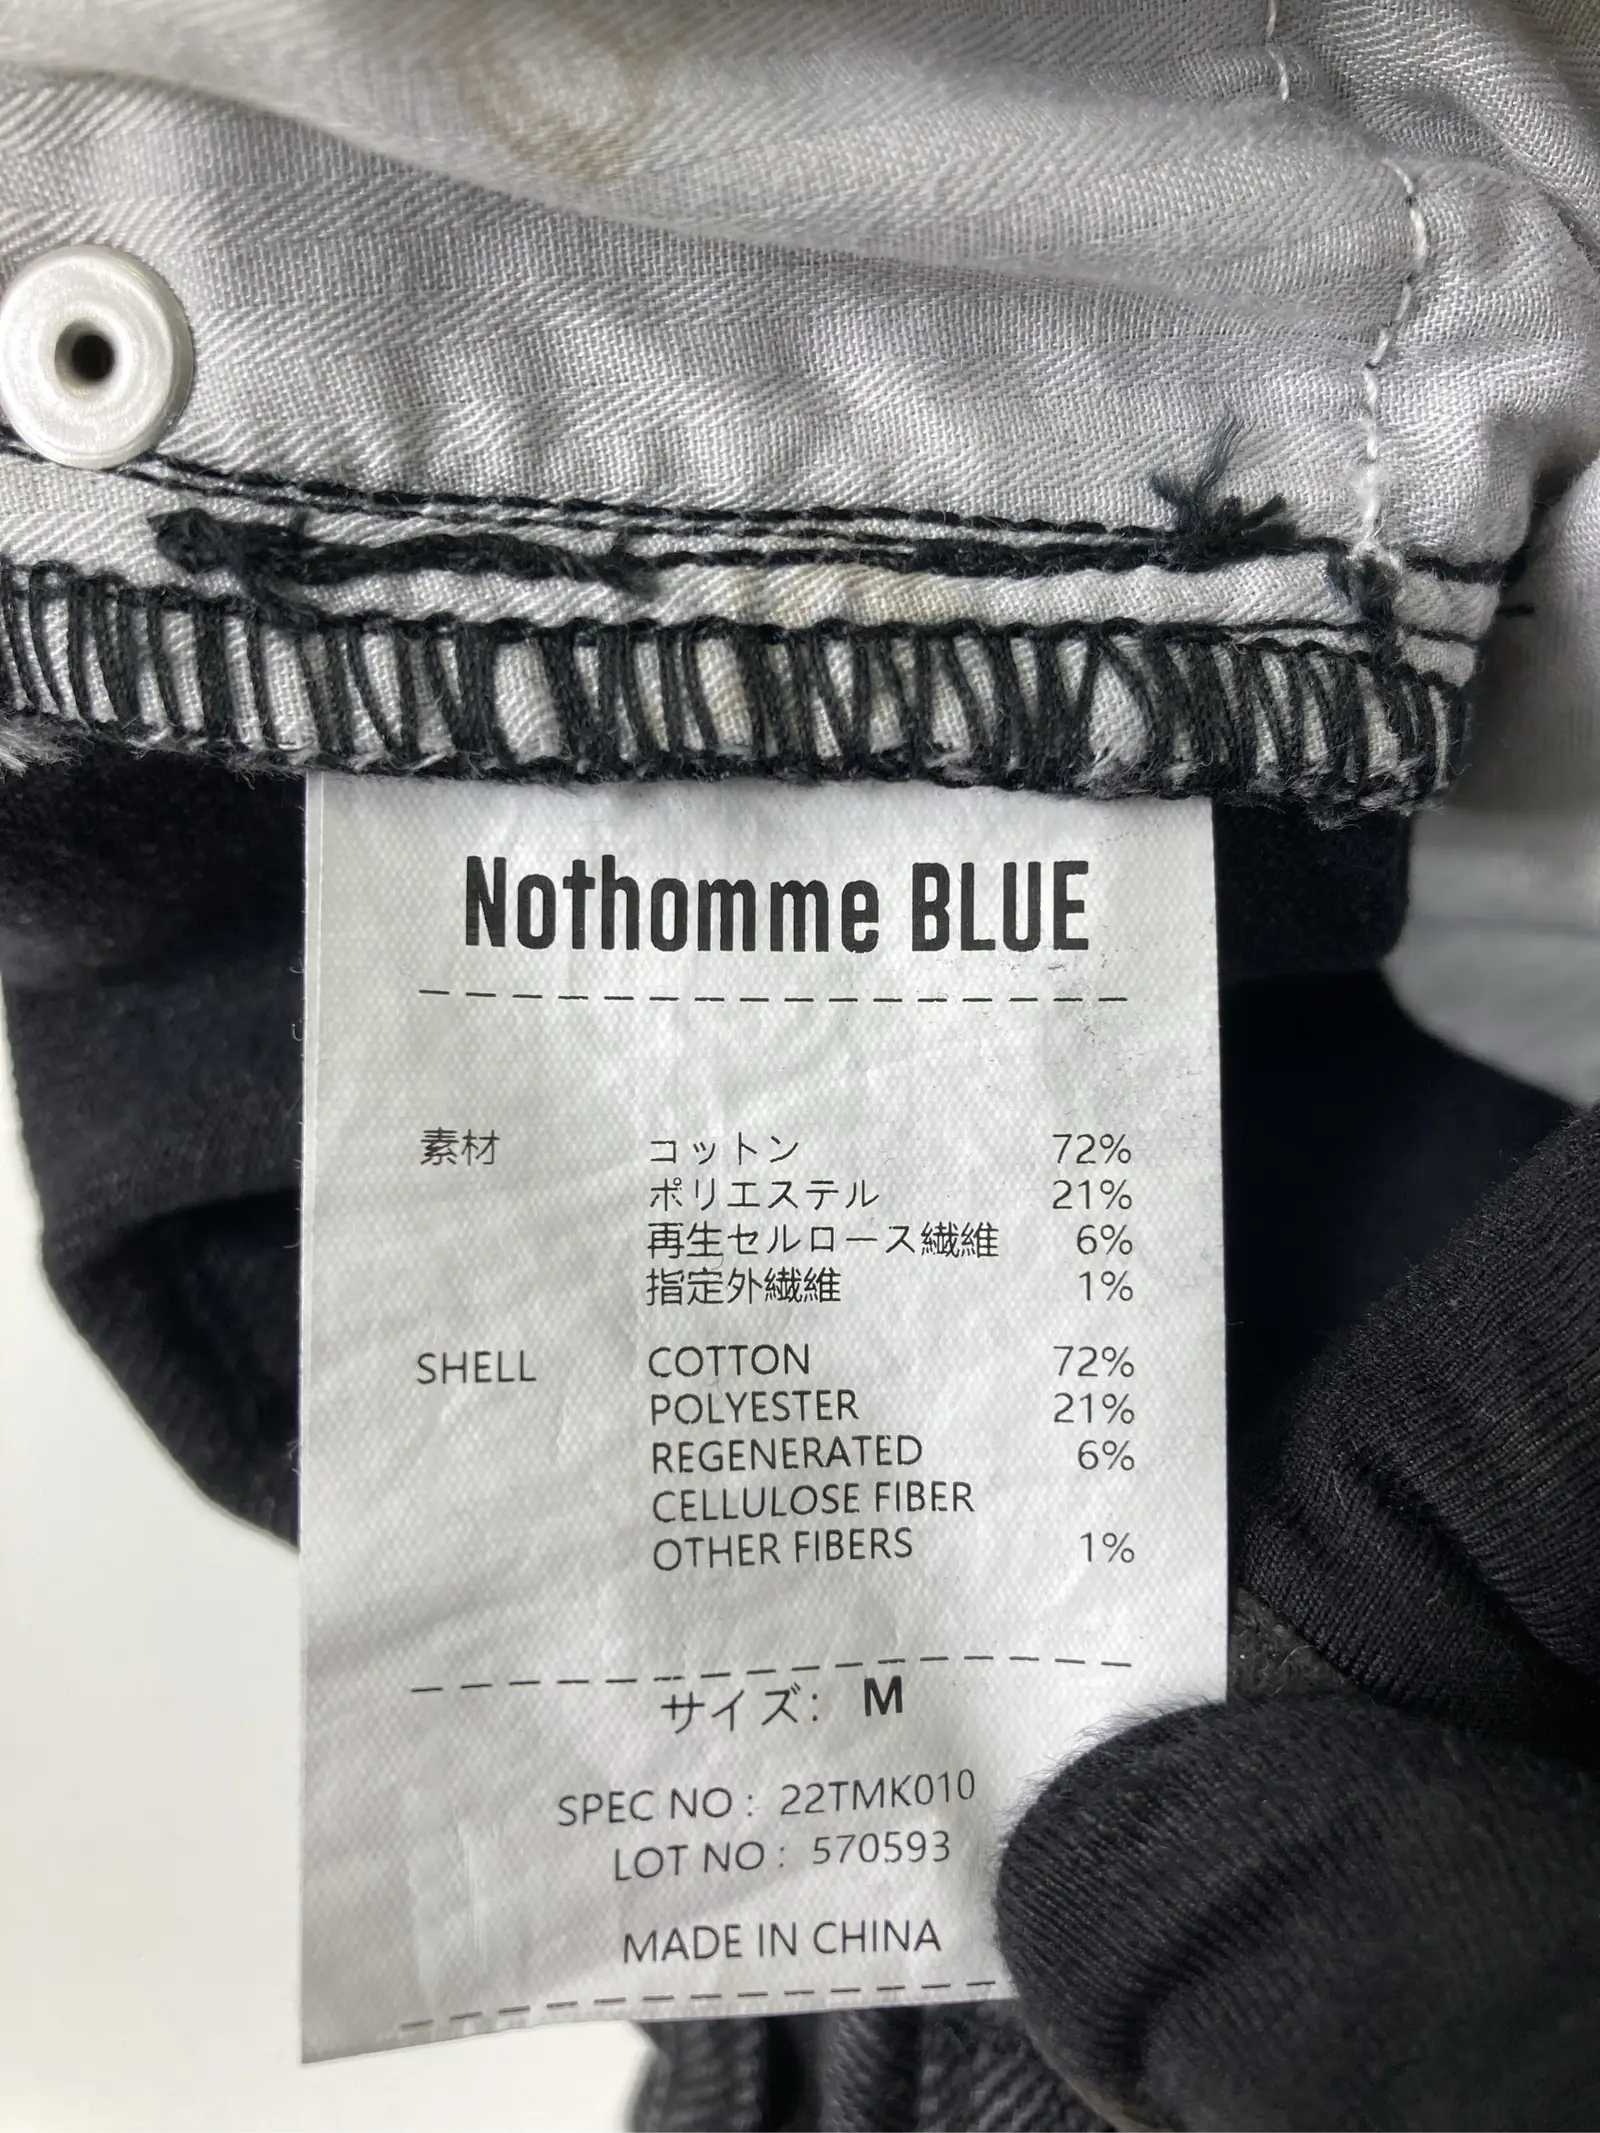 Nothomme BLUE
素材 コットン 72%
ポリエステル 21%
再生セルロース繊維 6%
指定外繊維 1%
SHELL COTTON 72%
POLYESTER 21%
REGENERATED 6%
CELLULOSE FIBER
OTHER FIBERS 1%
サイズ: M
SPEC NO : 22TMK010
LOT NO : 570593
MADE IN CHINA